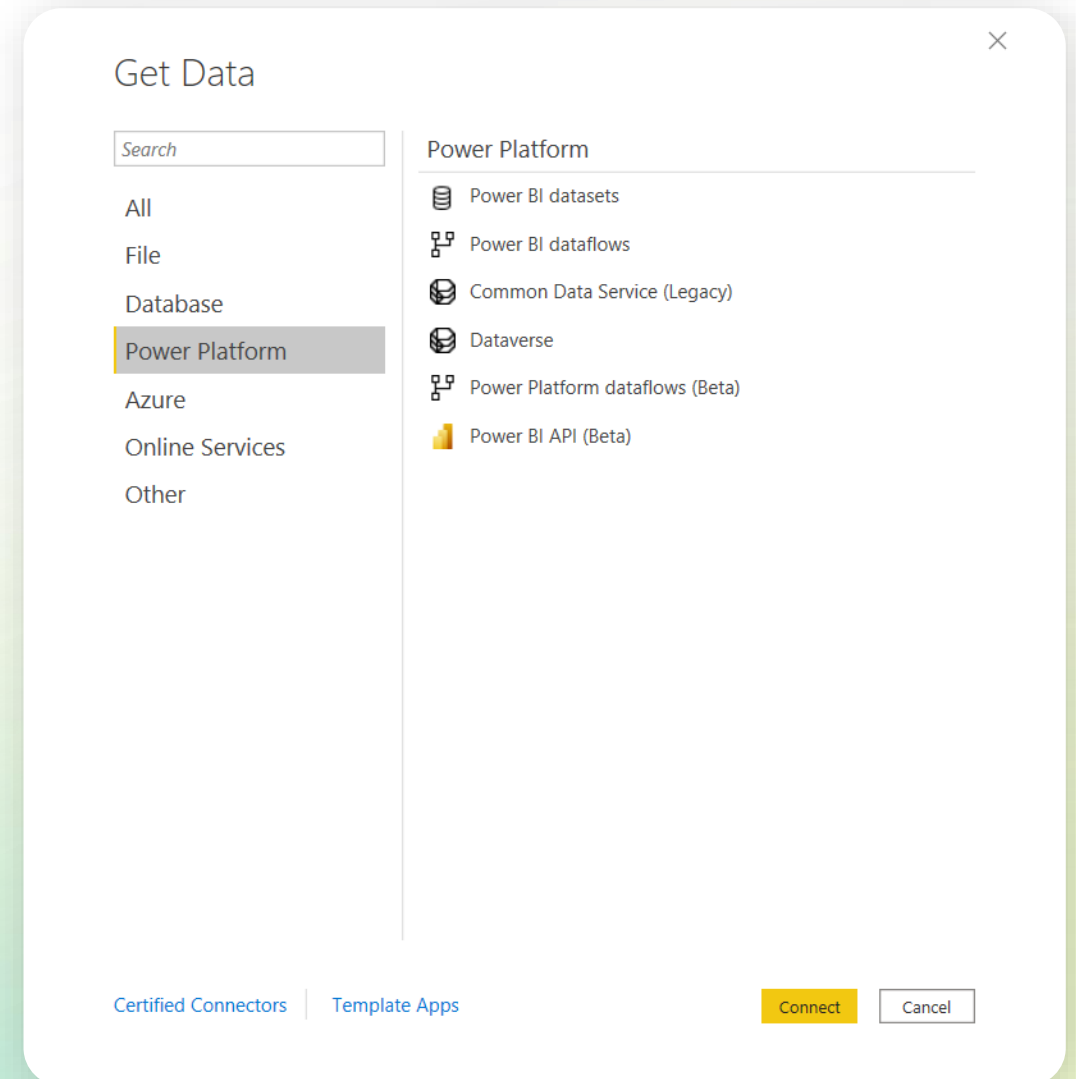 Get Data
Search
All
File
Database
Power Platform
Azure
Online Services
Other
Power Platform
Power BI datasets
Power BI dataflows
Common Data Service (Legacy)
Dataverse
Power Platform dataflows (Beta)
Power BI API (Beta)
Certified Connectors
Template Apps
Connect
Cancel